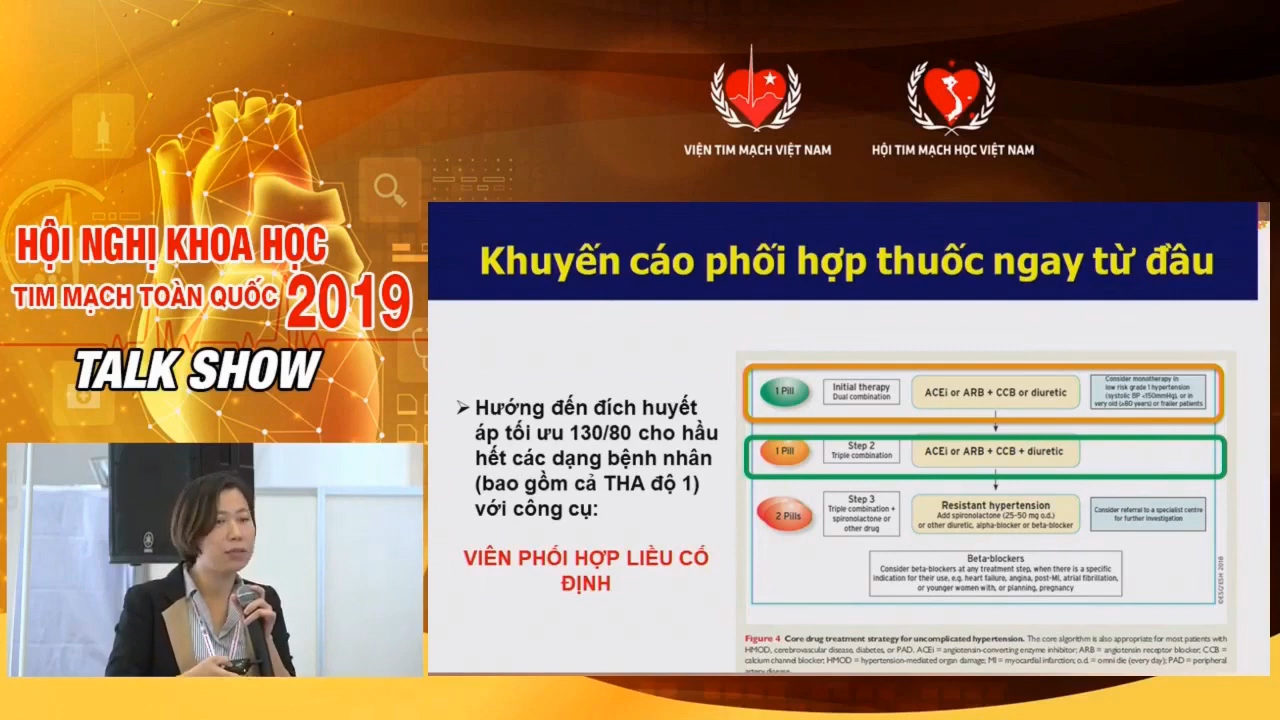 VIỆN TIM MẠCH VIỆT NAM
HỘI TIM MẠCH HỌC VIỆT NAM
HỘI NGHỊ KHOA HỌC
TIM MẠCH TOÀN QUỐC 2019
TALK SHOW
Khuyến cáo phối hợp thuốc ngay từ đầu
➢ Hướng đến đích huyết
áp tối ưu 130/80 cho hầu
hết các dạng bệnh nhân
(bao gồm cả THA độ 1)
với công cụ:
VIÊN PHỐI HỢP LIỀU CỐ
ĐỊNH
1 Pill
Initial therapy
Dual combination
ACEi or ARB + CCB or diuretic
Consider monotherapy in
low risk grade 1 hypertension
(systolic BP <150mmHg), or in
very old (≥80 years) or frailer patients
1 Pill
Step 2
Triple combination
ACEi or ARB + CCB + diuretic
2 Pills
Step 3
Triple combination +
spironolactone or
other drug
Resistant hypertension
Add spironolactone (25-50 mg o.d.)
or other diuretic, alpha-blocker or beta-blocker
Consider referral to a specialist centre
for further investigation
Beta-blockers
Consider beta-blockers at any treatment step, when there is a specific
indication for their use, e.g. heart failure, angina, post-MI, atrial fibrillation,
or younger women with, or planning, pregnancy
©ESC/ESH 2018
Figure 4 Core drug treatment strategy for uncomplicated hypertension. The core algorithm is also appropriate for most patients with
HMOD, cerebrovascular disease, diabetes, or PAD. ACEi = angiotensin-converting enzyme inhibitor; ARB = angiotensin receptor blocker; CCB =
calcium channel blocker; HMOD = hypertension-mediated organ damage; MI = myocardial infarction; o.d. = omni die (every day); PAD = peripheral
artery disease.